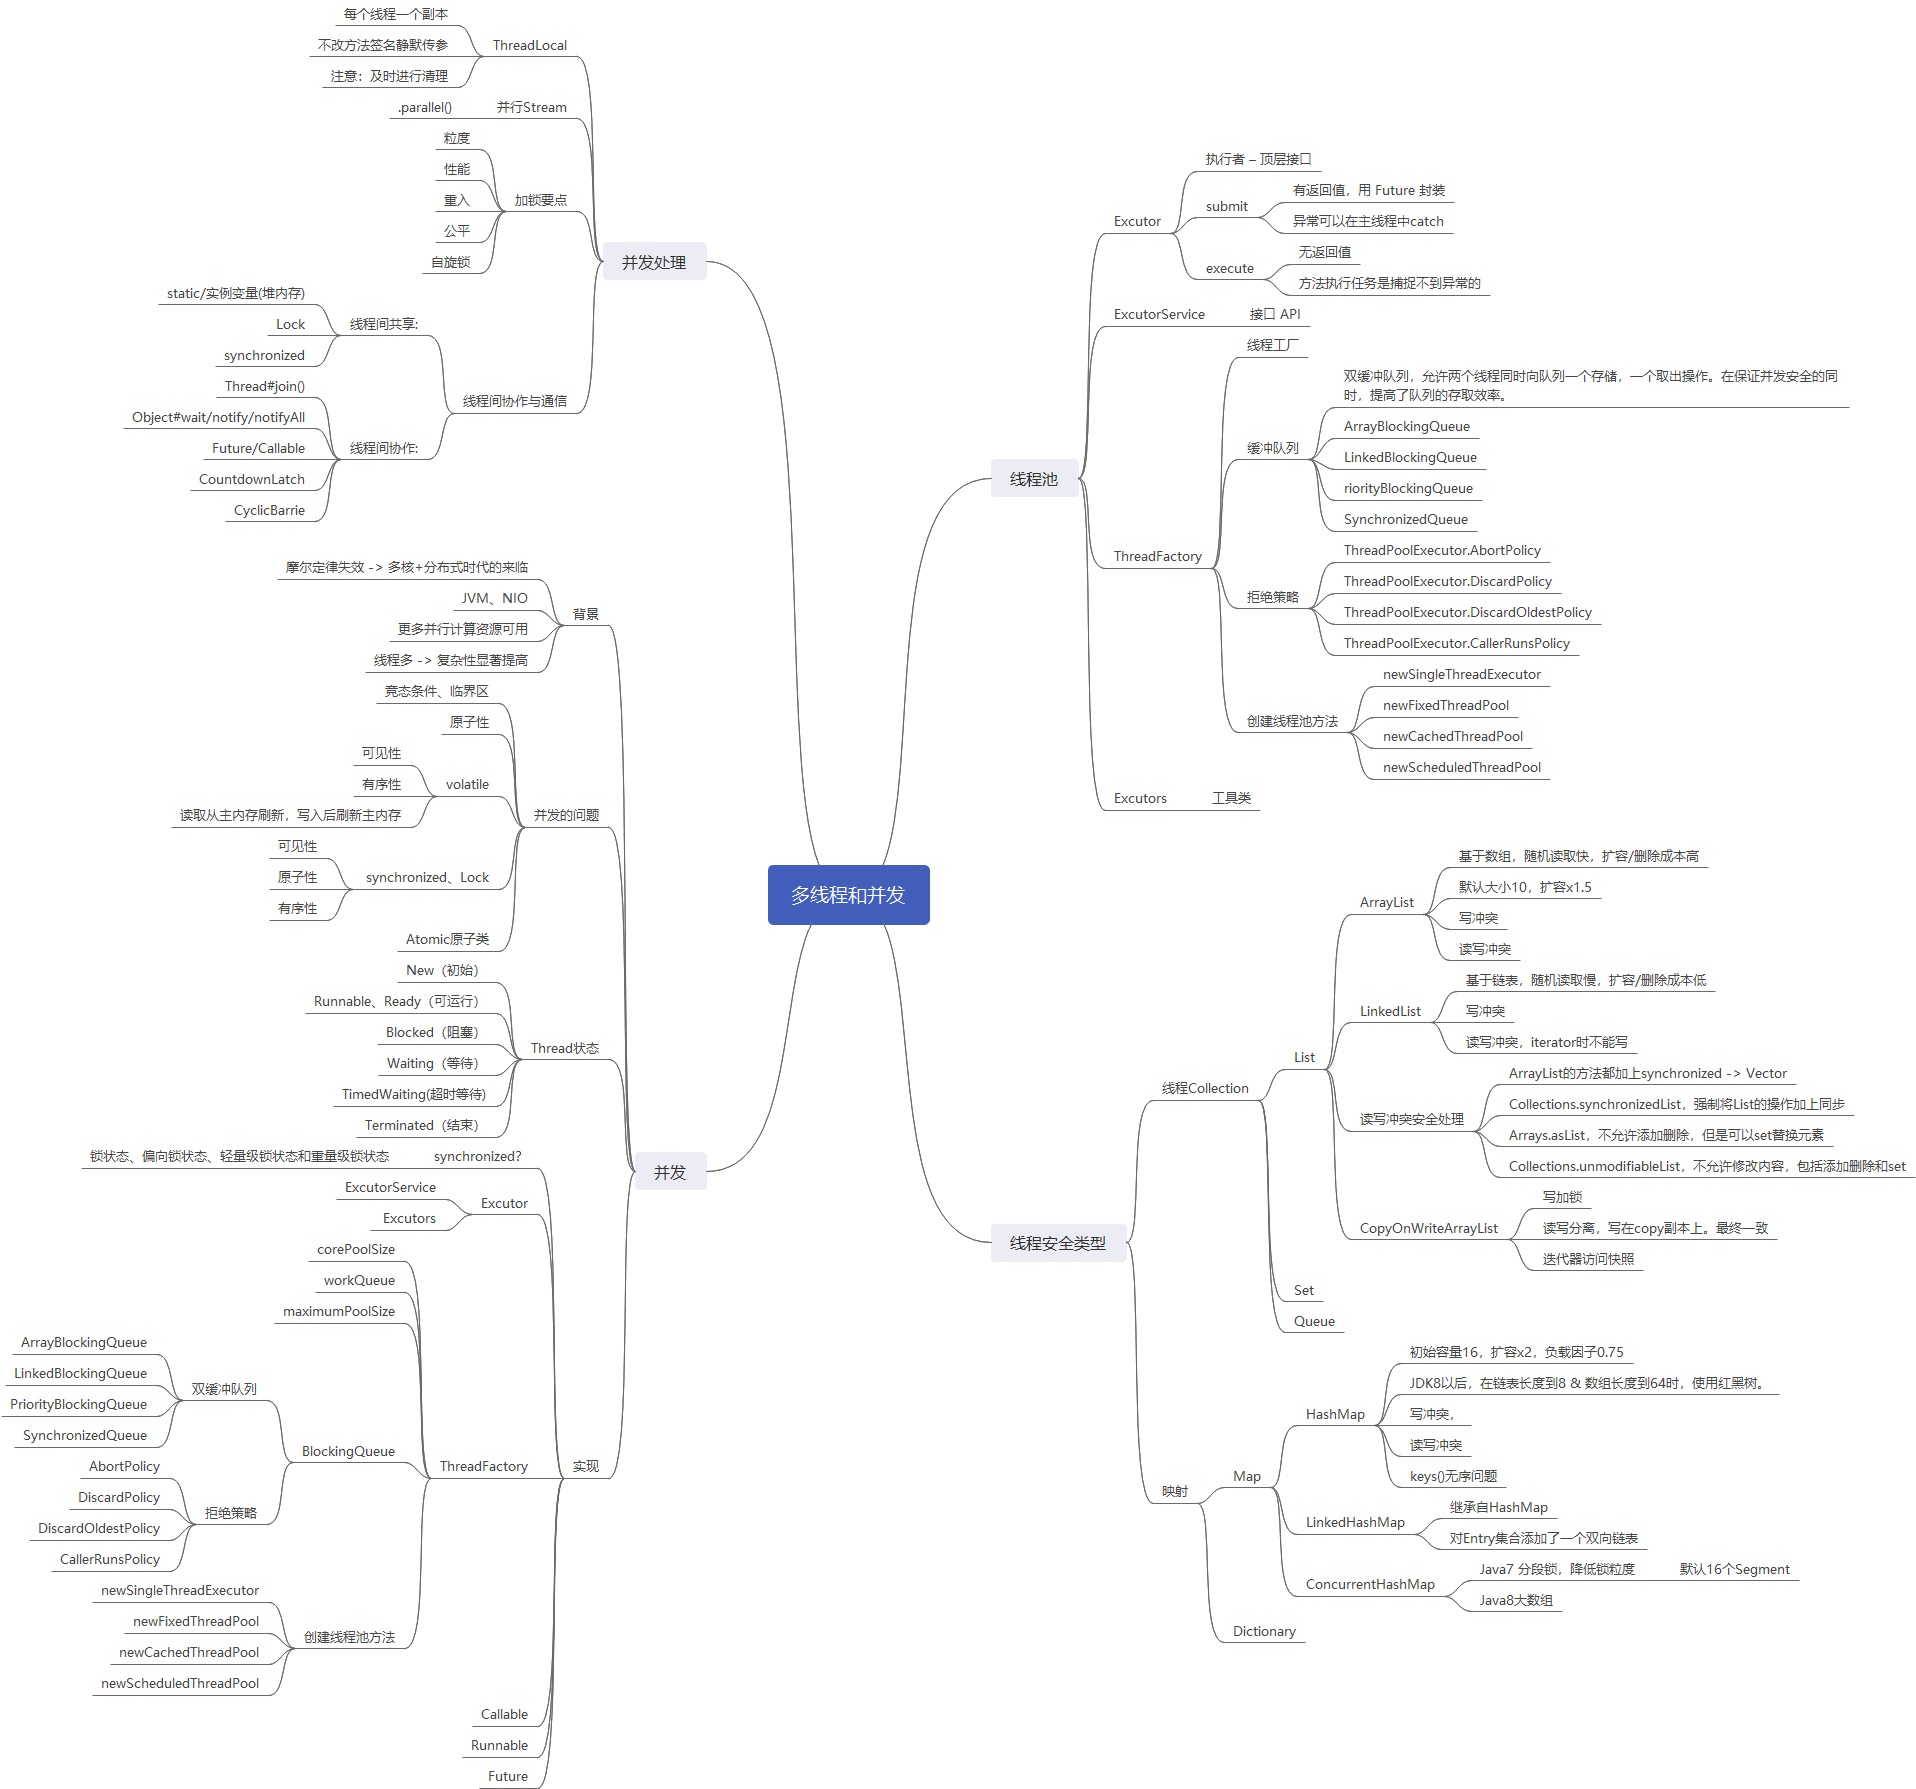 多线程和并发
并发处理
ThreadLocal
每个线程一个副本
不改方法签名静默传参
注意：及时进行清理
并行Stream
.parallel()
加锁要点
粒度
性能
重入
公平
自旋锁
线程间协作与通信
线程间共享:
static/实例变量(堆内存)
Lock
synchronized
线程间协作:
Thread#join()
Object#wait/notify/notifyAll
Future/Callable
CountdownLatch
CyclicBarrie
并发
背景
摩尔定律失效 -> 多核+分布式时代的来临
JVM、NIO
更多并行计算资源可用
线程多 -> 复杂性显著提高
并发的问题
竟态条件、临界区
原子性
volatile
可见性
有序性
读取从主内存刷新，写入后刷新主内存
synchronized、Lock
可见性
原子性
有序性
Atomic原子类
Thread状态
New（初始）
Runnable、Ready（可运行）
Blocked（阻塞）
Waiting（等待）
TimedWaiting(超时等待)
Terminated（结束）
实现
synchronized?
锁状态、偏向锁状态、轻量级锁状态和重量级锁状态
Excutor
ExcutorService
Excutors
ThreadFactory
corePoolSize
workQueue
maximumPoolSize
BlockingQueue
双缓冲队列
ArrayBlockingQueue
LinkedBlockingQueue
PriorityBlockingQueue
SynchronizedQueue
拒绝策略
AbortPolicy
DiscardPolicy
DiscardOldestPolicy
CallerRunsPolicy
创建线程池方法
newSingleThreadExecutor
newFixedThreadPool
newCachedThreadPool
newScheduledThreadPool
Callable
Runnable
Future
线程池
Excutor
执行者 – 顶层接口
submit
有返回值，用 Future 封装
异常可以在主线程中catch
execute
无返回值
方法执行任务是捕捉不到异常的
ExcutorService
接口 API
ThreadFactory
线程工厂
缓冲队列
双缓冲队列，允许两个线程同时向队列一个存储，一个取出操作。在保证并发安全的同
时，提高了队列的存取效率。
ArrayBlockingQueue
LinkedBlockingQueue
riorityBlockingQueue
SynchronizedQueue
拒绝策略
ThreadPoolExecutor.AbortPolicy
ThreadPoolExecutor.DiscardPolicy
ThreadPoolExecutor.DiscardOldestPolicy
ThreadPoolExecutor.CallerRunsPolicy
创建线程池方法
newSingleThreadExecutor
newFixedThreadPool
newCachedThreadPool
newScheduledThreadPool
Excutors
工具类
线程安全类型
线程Collection
List
ArrayList
基于数组，随机读取快，扩容/删除成本高
默认大小10，扩容x1.5
写冲突
读写冲突
LinkedList
基于链表，随机读取慢，扩容/删除成本低
写冲突
读写冲突，iterator时不能写
读写冲突安全处理
ArrayList的方法都加上synchronized -> Vector
Collections.synchronizedList，强制将List的操作加上同步
Arrays.asList，不允许添加删除，但是可以set替换元素
Collections.unmodifiableList，不允许修改内容，包括添加删除和set
CopyOnWriteArrayList
写加锁
读写分离，写在copy副本上。最终一致
迭代器访问快照
Set
Queue
映射
Map
HashMap
初始容量16，扩容x2，负载因子0.75
JDK8以后，在链表长度到8 & 数组长度到64时，使用红黑树。
写冲突，
读写冲突
keys()无序问题
LinkedHashMap
继承自HashMap
对Entry集合添加了一个双向链表
ConcurrentHashMap
Java7 分段锁，降低锁粒度
默认16个Segment
Java8大数组
Dictionary